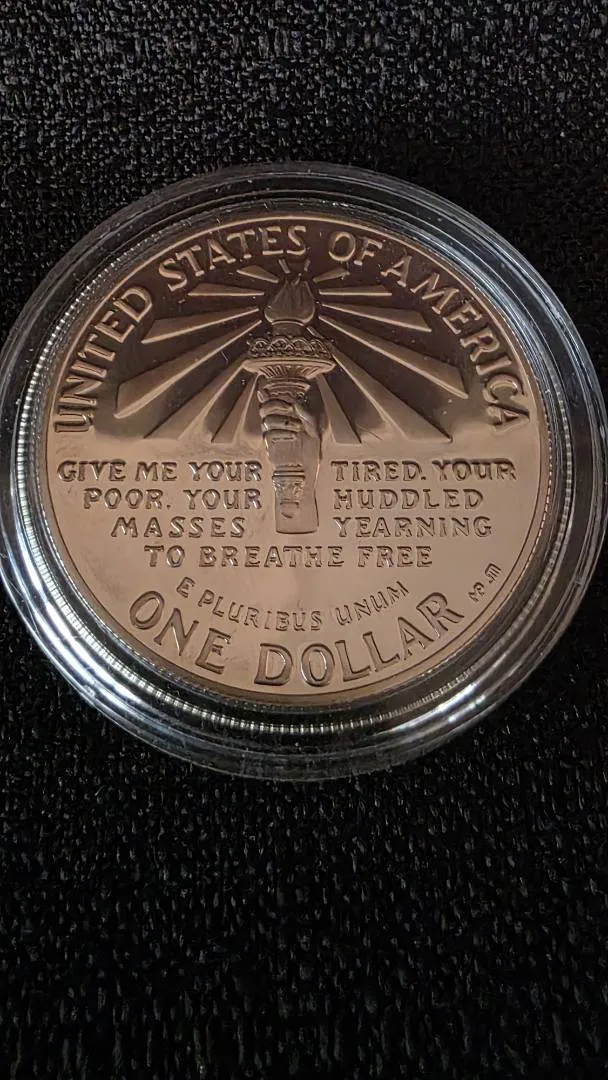 UNITED STATES OF AMERICA
GIVE ME YOUR TIRED. YOUR
POOR. YOUR HUDDLED
MASSES YEARNING
TO BREATHE FREE
E PLURIBUS UNUM
ONE DOLLAR